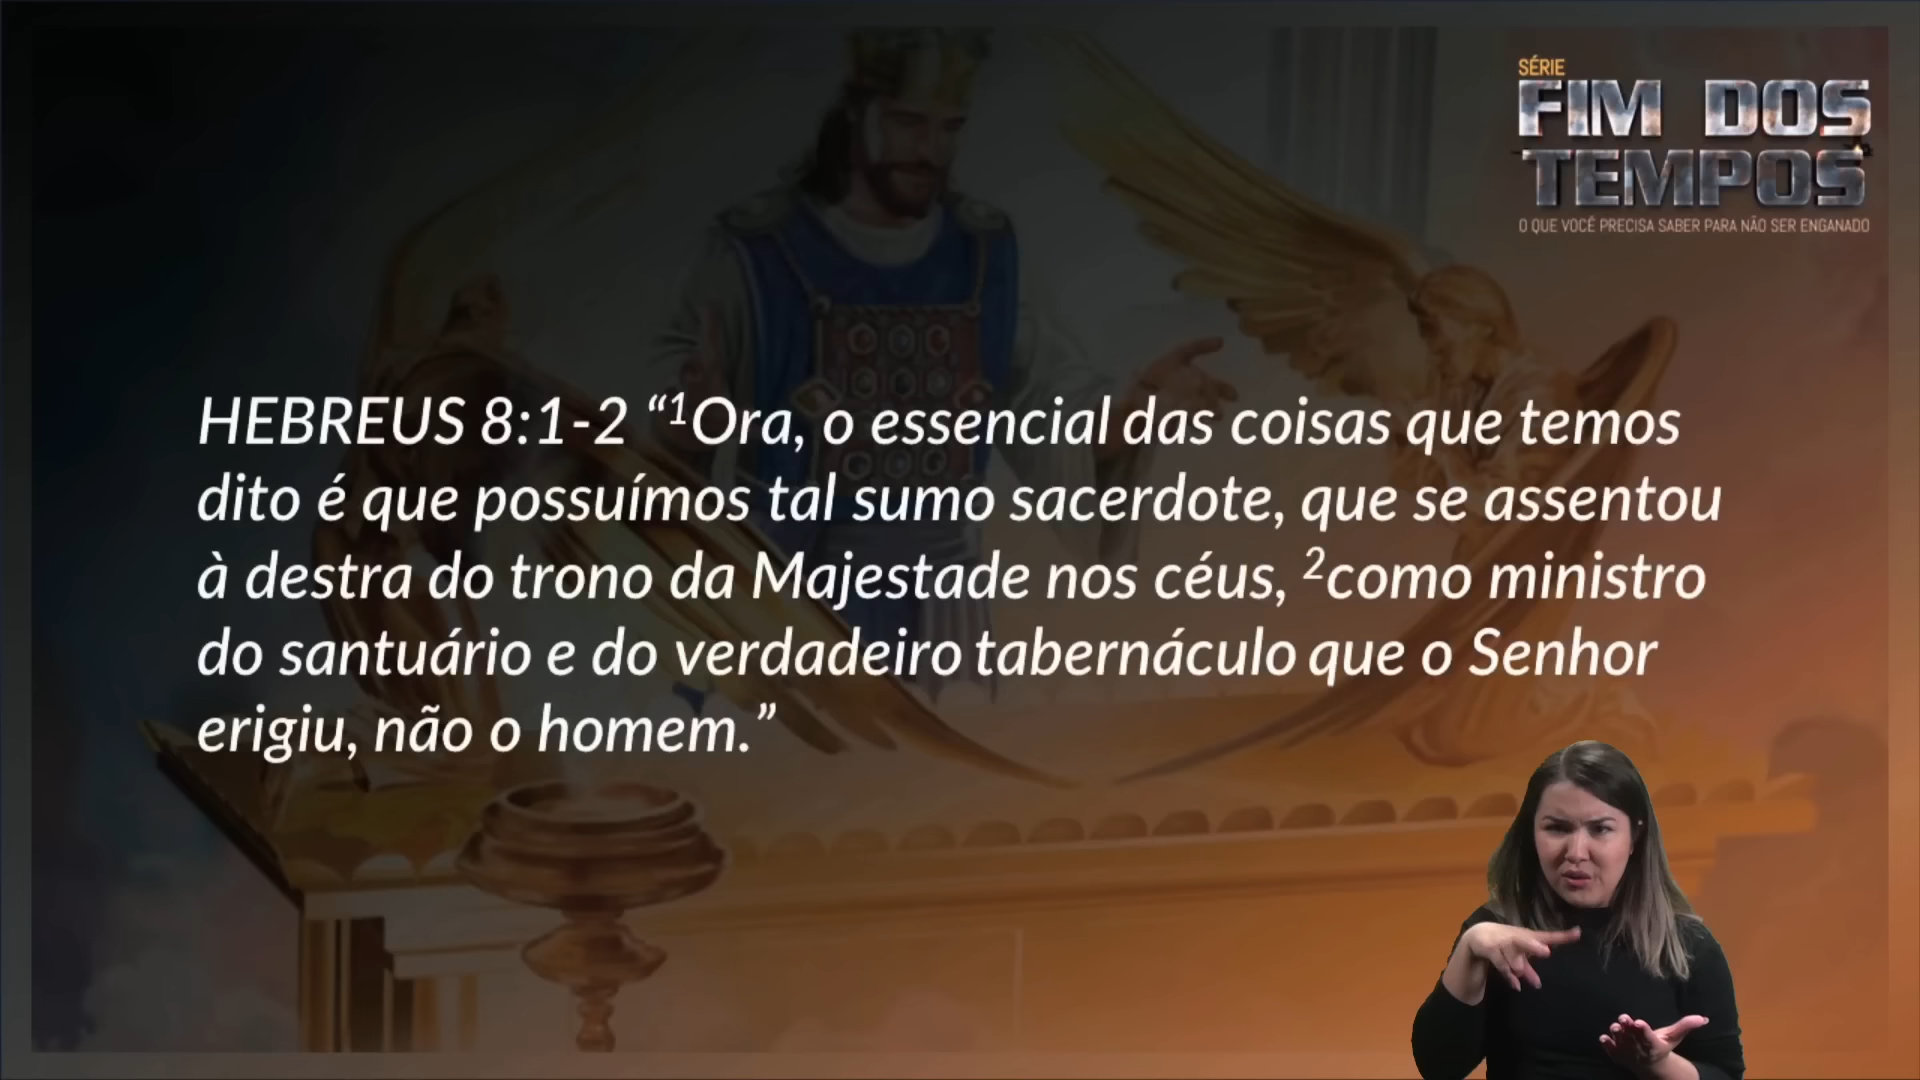 SÉRIE
FIM DOS
TEMPOS
O QUE VOCÊ PRECISA SABER PARA NÃO SER ENGANADO
HEBREUS 8:1-2 “¹Ora, o essencial das coisas que temos
dito é que possuímos tal sumo sacerdote, que se assentou
à destra do trono da Majestade nos céus, ²como ministro
do santuário e do verdadeiro tabernáculo que o Senhor
erigiu, não o homem.”